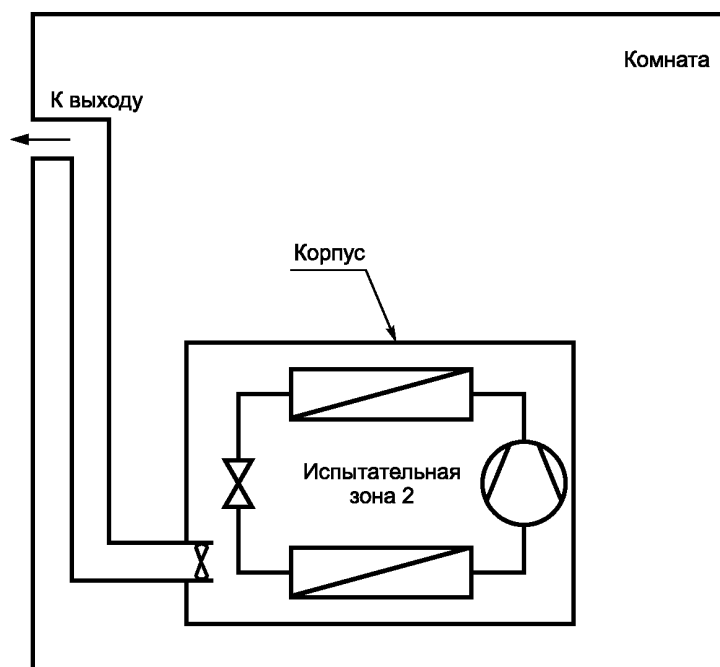 Комната
К выходу
Корпус
Испытательная
зона 2